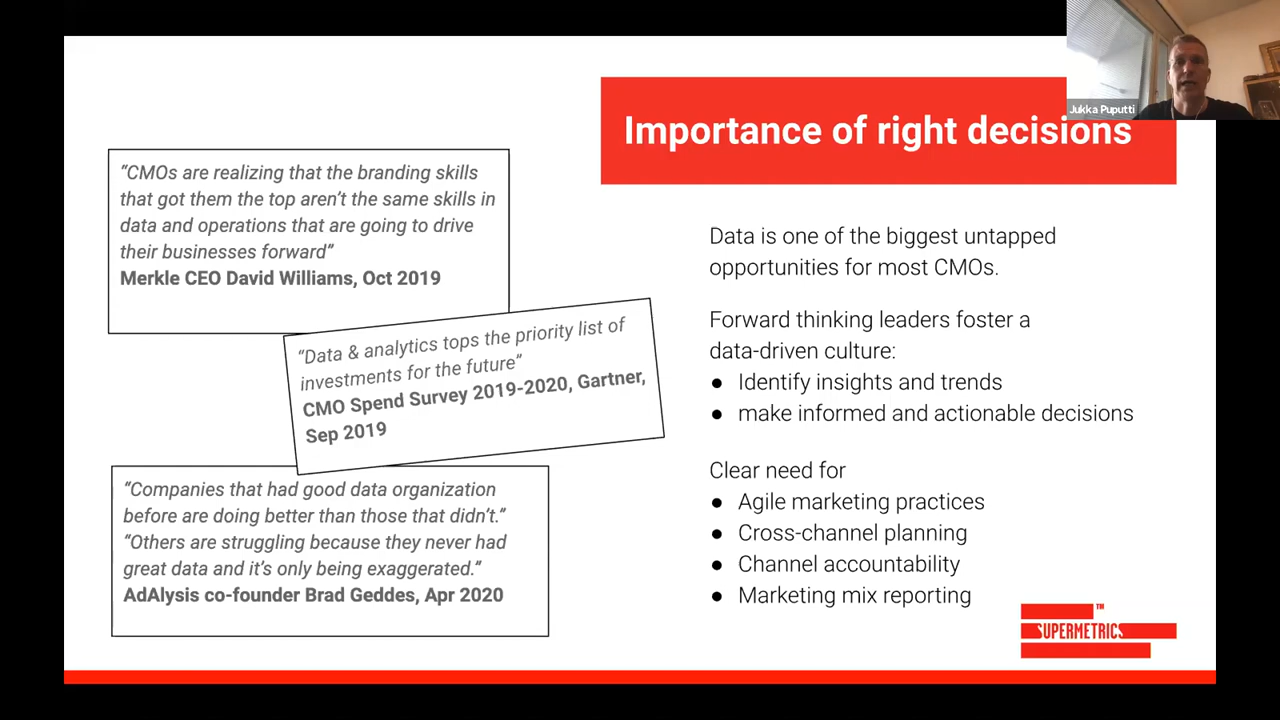 Jukka Puputti
Importance of right decisions
“CMOs are realizing that the branding skills
that got them the top aren’t the same skills in
data and operations that are going to drive
their businesses forward”
Merkle CEO David Williams, Oct 2019
“Data & analytics tops the priority list of
investments for the future”
CMO Spend Survey 2019-2020, Gartner,
Sep 2019
“Companies that had good data organization
before are doing better than those that didn’t.”
“Others are struggling because they never had
great data and it’s only being exaggerated.”
AdAlysis co-founder Brad Geddes, Apr 2020
Data is one of the biggest untapped
opportunities for most CMOs.
Forward thinking leaders foster a
data-driven culture:
● Identify insights and trends
● make informed and actionable decisions
Clear need for
● Agile marketing practices
● Cross-channel planning
● Channel accountability
● Marketing mix reporting
SUPERMETRICS™